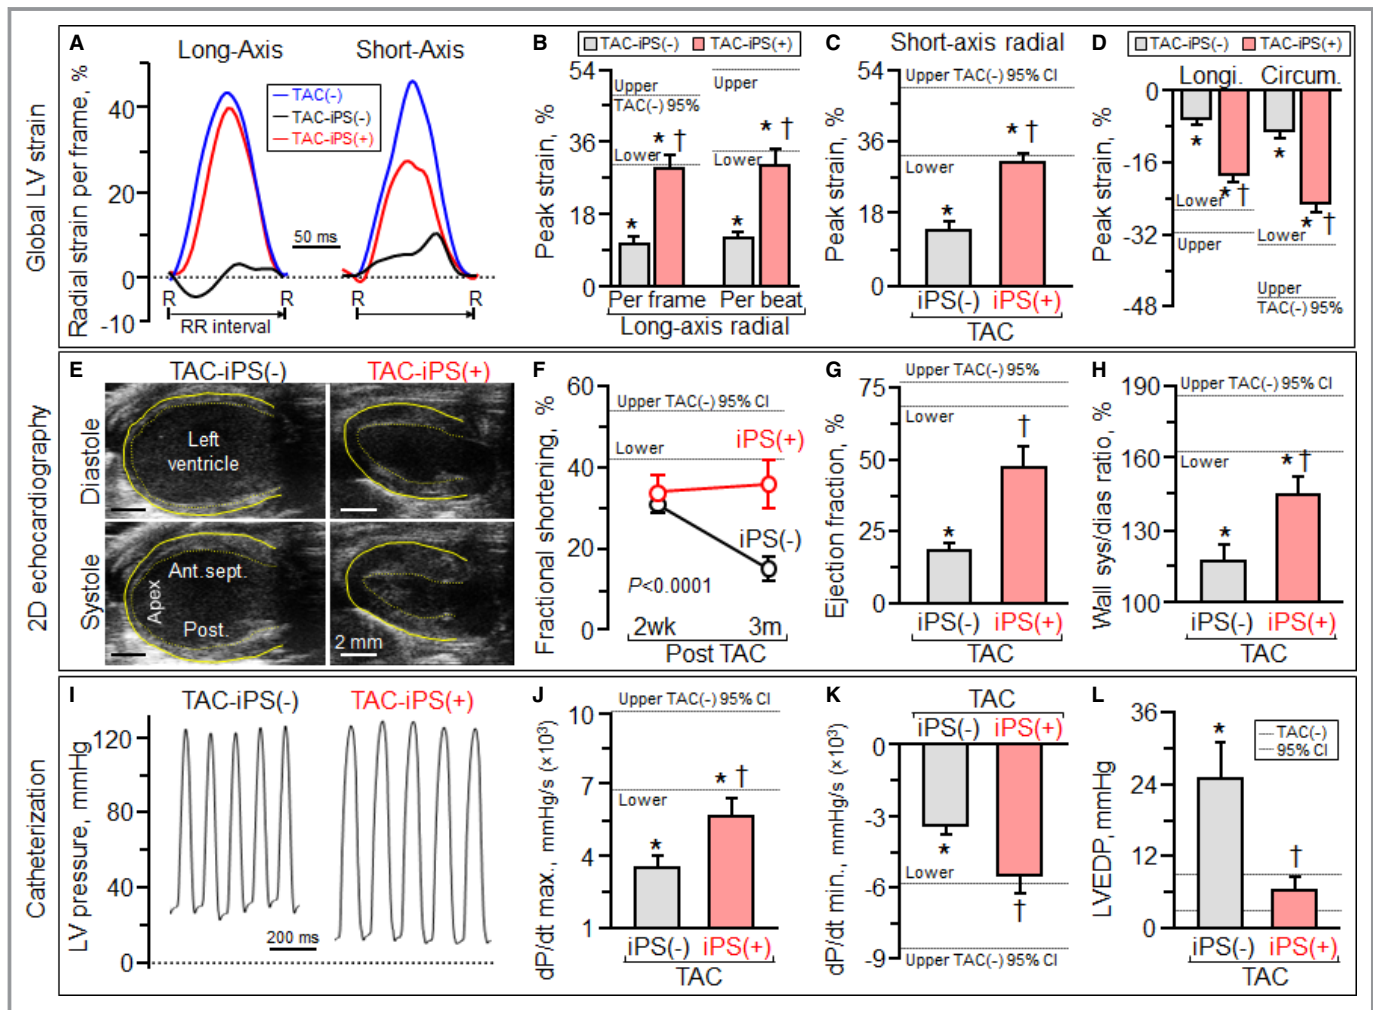 Global LV strain
A
Long-Axis
Short-Axis
Radial strain per frame, %
40
20
0
-10
TAC(-)
TAC-iPS(-)
TAC-iPS(+)
50 ms
R
R
R
R
RR interval
B
TAC-iPS(-)
TAC-iPS(+)
Peak strain, %
54
36
18
0
Upper
TAC(-) 95%
Lower
Upper
Lower
*
* †
*
* †
Per frame
Per beat
Long-axis radial
C
Short-axis radial
Peak strain, %
54
36
18
0
Upper TAC(-) 95% CI
Lower
*
* †
iPS(-)
iPS(+)
TAC
D
TAC-iPS(-)
TAC-iPS(+)
Longi.
Circum.
Peak strain, %
0
-16
-32
-48
*
* †
*
* †
Lower
Upper
Lower
Upper
TAC(-) 95%
2D echocardiography
E
TAC-iPS(-)
TAC-iPS(+)
Diastole
Left
ventricle
Systole
Ant.sept.
Apex
Post.
2 mm
F
Fractional shortening, %
60
40
20
0
Upper TAC(-) 95% CI
Lower
iPS(+)
iPS(-)
P<0.0001
2wk
3m
Post TAC
G
Ejection fraction, %
75
50
25
0
Upper TAC(-) 95%
Lower
*
†
iPS(-)
iPS(+)
TAC
H
Wall sys/dias ratio, %
190
160
130
100
Upper TAC(-) 95% CI
Lower
*
* †
iPS(-)
iPS(+)
TAC
Catheterization
I
TAC-iPS(-)
TAC-iPS(+)
LV pressure, mmHg
120
80
40
0
200 ms
J
dP/dt max., mmHg/s (×10³)
10
7
4
1
Upper TAC(-) 95% CI
Lower
*
* †
iPS(-)
iPS(+)
TAC
K
TAC
iPS(-)
iPS(+)
dP/dt min., mmHg/s (×10³)
0
-3
-6
-9
*
†
Lower
Upper TAC(-) 95% CI
L
LVEDP, mmHg
36
24
12
0
TAC(-)
95% CI
*
†
iPS(-)
iPS(+)
TAC